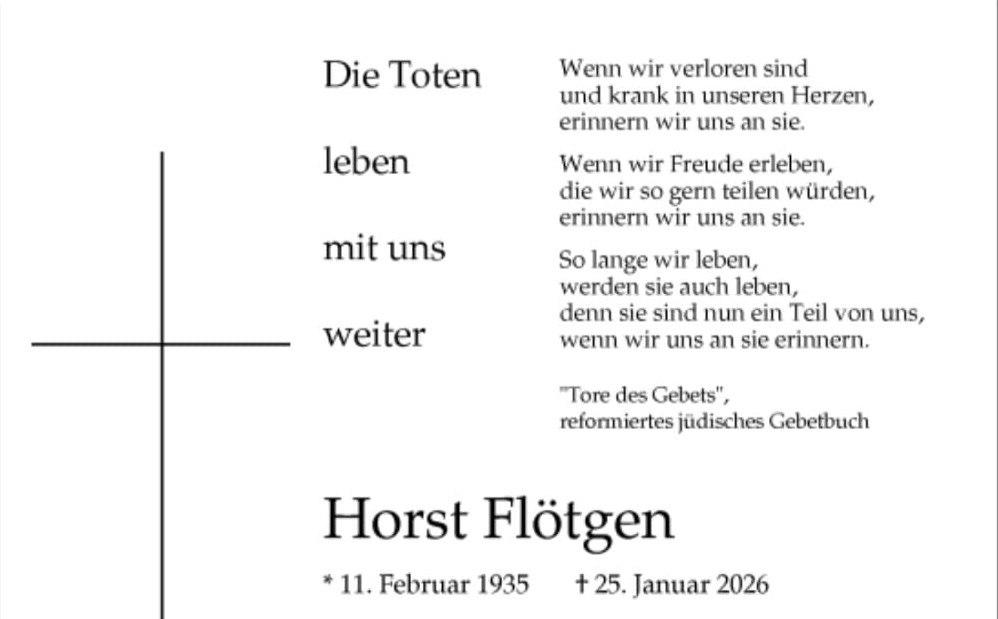 Die Toten
leben
mit uns
weiter
Wenn wir verloren sind
und krank in unseren Herzen,
erinnern wir uns an sie.
Wenn wir Freude erleben,
die wir so gern teilen würden,
erinnern wir uns an sie.
So lange wir leben,
werden sie auch leben,
denn sie sind nun ein Teil von uns,
wenn wir uns an sie erinnern.
"Tore des Gebets",
reformiertes jüdisches Gebetbuch
Horst Flötgen
* 11. Februar 1935 † 25. Januar 2026